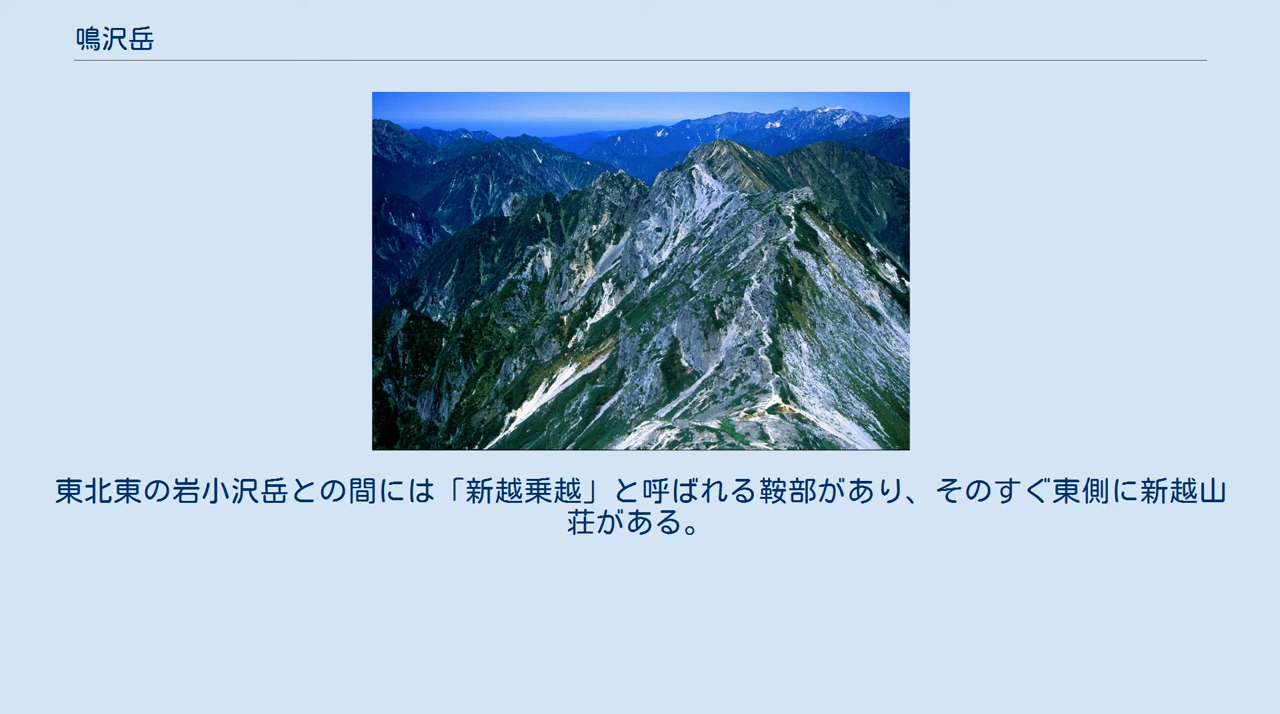 鳴沢岳
東北東の岩小沢岳との間には「新越乗越」と呼ばれる鞍部があり、そのすぐ東側に新越山
荘がある。